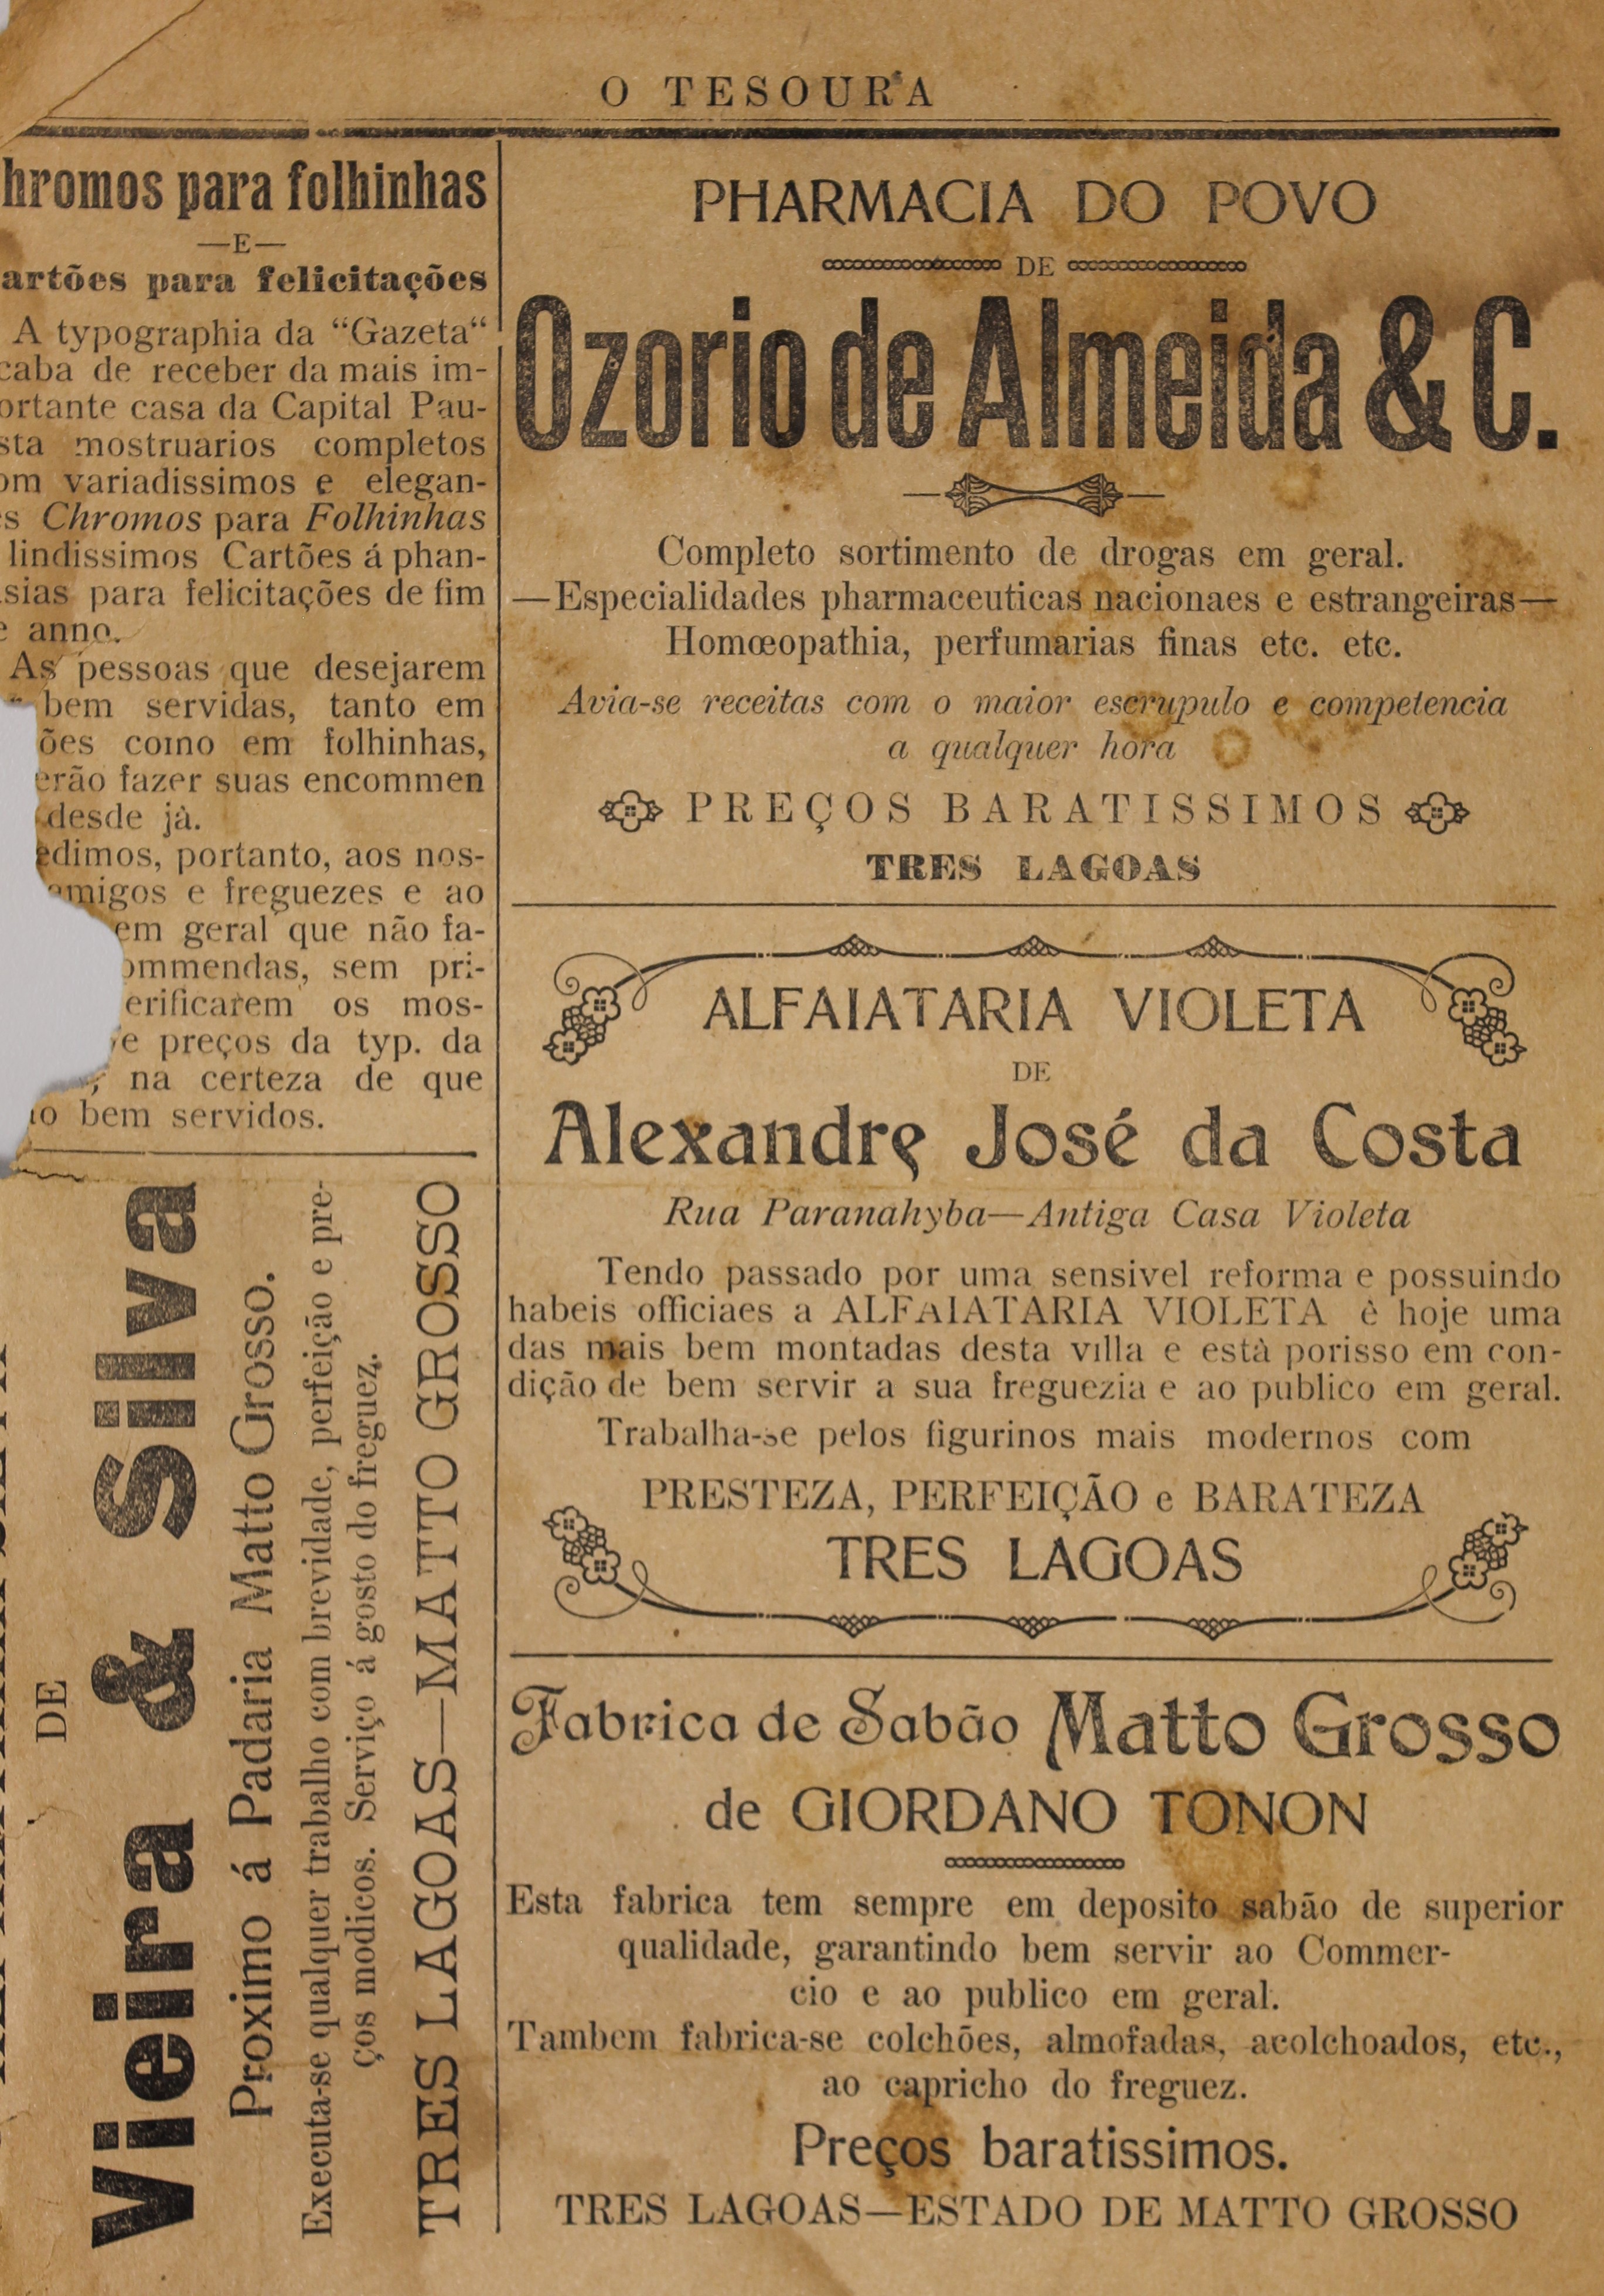 O TESOURA
hromos para folhinhas
—E—
artões para felicitações
A typographia da “Gazeta“
caba de receber da mais im-
ortante casa da Capital Pau-
sta mostruarios completos
om variadissimos e elegan-
s Chromos para Folhinhas
lindissimos Cartões á phan-
sias para felicitações de fim
e anno.
As pessoas que desejarem
bem servidas, tanto em
ões como em folhinhas,
erão fazer suas encommen
desde já.
edimos, portanto, aos nos-
amigos e freguezes e ao
em geral que não fa-
ommendas, sem pri-
erificarem os mos-
e preços da typ. da
, na certeza de que
ão bem servidos.
DE
Vieira & Silva
Proximo á Padaria Matto Grosso.
Executa-se qualquer trabalho com brevidade, perfeição e pre-
ços modicos. Serviço á gosto do freguez.
TRES LAGOAS—MATTO GROSSO
PHARMACIA DO POVO
DE
Ozorio de Almeida & C.
Completo sortimento de drogas em geral.
—Especialidades pharmaceuticas nacionaes e estrangeiras—
Homœopathia, perfumarias finas etc. etc.
Avia-se receitas com o maior escrupulo e competencia
a qualquer hora
PREÇOS BARATISSIMOS
TRES LAGOAS
ALFAIATARIA VIOLETA
DE
Alexandre José da Costa
Rua Paranahyba—Antiga Casa Violeta
Tendo passado por uma sensivel reforma e possuindo
habeis officiaes a ALFAIATARIA VIOLETA è hoje uma
das mais bem montadas desta villa e està porisso em con-
dição de bem servir a sua freguezia e ao publico em geral.
Trabalha-se pelos figurinos mais modernos com
PRESTEZA, PERFEIÇÃO e BARATEZA
TRES LAGOAS
Fabrica de Sabão Matto Grosso
de GIORDANO TONON
Esta fabrica tem sempre em deposito sabão de superior
qualidade, garantindo bem servir ao Commer-
cio e ao publico em geral.
Tambem fabrica-se colchões, almofadas, acolchoados, etc.,
ao capricho do freguez.
Preços baratissimos.
TRES LAGOAS—ESTADO DE MATTO GROSSO